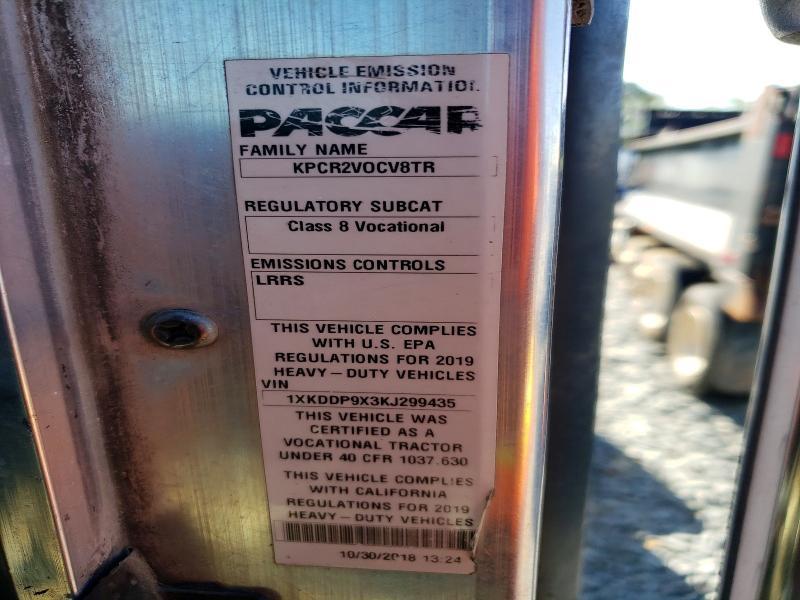 VEHICLE EMISSION
CONTROL INFORMATION
PACCAR
FAMILY NAME
KPCR2VOCV8TR
REGULATORY SUBCAT
Class 8 Vocational
EMISSIONS CONTROLS
LRRS
THIS VEHICLE COMPLIES
WITH U.S. EPA
REGULATIONS FOR 2019
HEAVY - DUTY VEHICLES
VIN
1XKDDP9X3KJ299435
THIS VEHICLE WAS
CERTIFIED AS A
VOCATIONAL TRACTOR
UNDER 40 CFR 1037.630
THIS VEHICLE COMPLIES
WITH CALIFORNIA
REGULATIONS FOR 2019
HEAVY - DUTY VEHICLES
10/30/2018 13:24